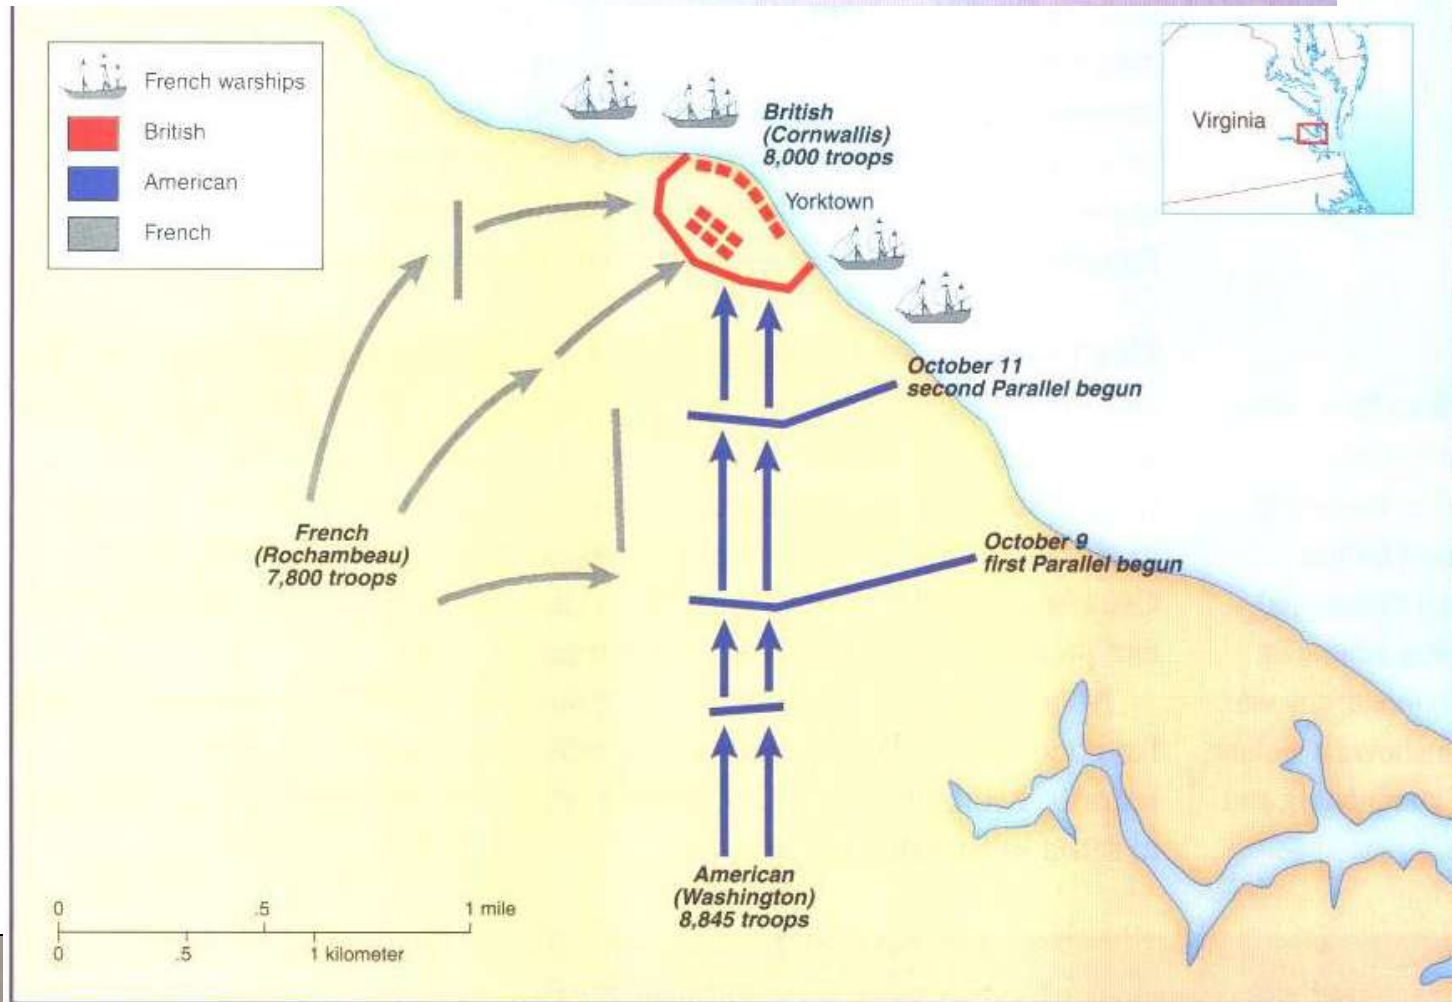 French warships
British
American
French
British
(Cornwallis)
8,000 troops
Yorktown
Virginia
October 11
second Parallel begun
October 9
first Parallel begun
French
(Rochambeau)
7,800 troops
American
(Washington)
8,845 troops
0 .5 1 mile
0 .5 1 kilometer